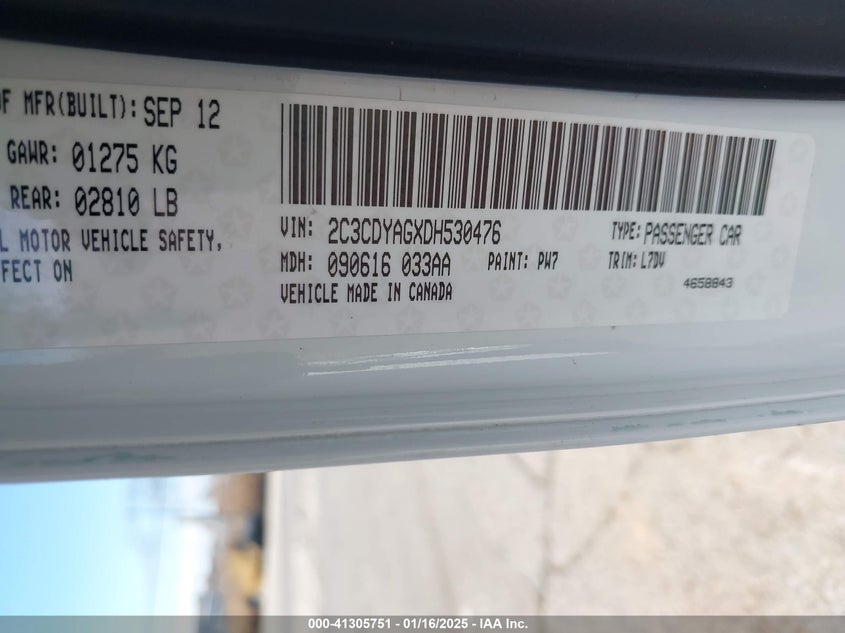 OF MFR(BUILT): SEP 12
GAWR: 01275 KG
REAR: 02810 LB
L MOTOR VEHICLE SAFETY,
FFECT ON
VIN: 2C3CDYAGXDH530476
TYPE: PASSENGER CAR
MDH: 090616 033AA
PAINT: PW7
TRIM: L7DV
VEHICLE MADE IN CANADA
4658843
000-41305751 — 01/16/2025 — IAA Inc.